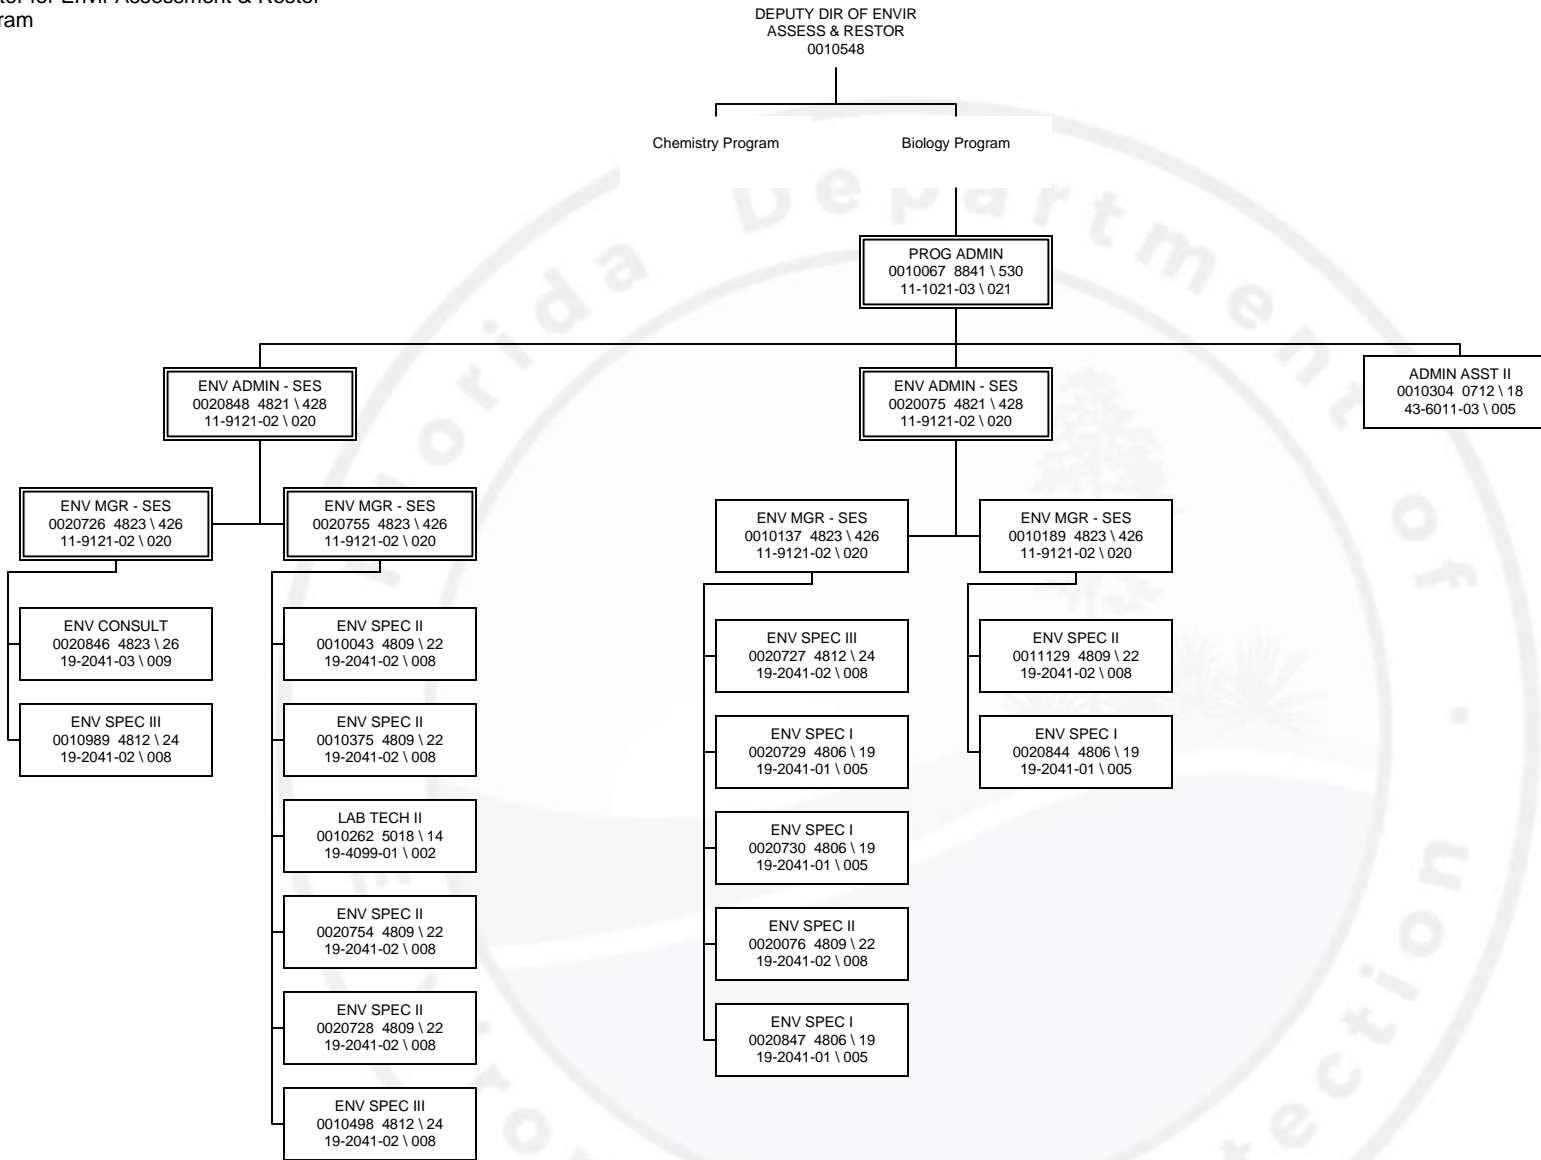 for Envir Assessment & Restor
DEPUTY DIR OF ENVIR
ASSESS & RESTOR
0010548
Chemistry Program
Biology Program
PROG ADMIN
0010067 8841 \ 530
11-1021-03 \ 021
ENV ADMIN - SES
0020848 4821 \ 428
11-9121-02 \ 020
ENV ADMIN - SES
0020075 4821 \ 428
11-9121-02 \ 020
ADMIN ASST II
0010304 0712 \ 18
43-6011-03 \ 005
ENV MGR - SES
0020726 4823 \ 426
11-9121-02 \ 020
ENV MGR - SES
0020755 4823 \ 426
11-9121-02 \ 020
ENV MGR - SES
0010137 4823 \ 426
11-9121-02 \ 020
ENV MGR - SES
0010189 4823 \ 426
11-9121-02 \ 020
ENV CONSULT
0020846 4823 \ 26
19-2041-03 \ 009
ENV SPEC III
0010989 4812 \ 24
19-2041-02 \ 008
ENV SPEC II
0010043 4809 \ 22
19-2041-02 \ 008
ENV SPEC II
0010375 4809 \ 22
19-2041-02 \ 008
LAB TECH II
0010262 5018 \ 14
19-4099-01 \ 002
ENV SPEC II
0020754 4809 \ 22
19-2041-02 \ 008
ENV SPEC II
0020728 4809 \ 22
19-2041-02 \ 008
ENV SPEC III
0010498 4812 \ 24
19-2041-02 \ 008
ENV SPEC III
0020727 4812 \ 24
19-2041-02 \ 008
ENV SPEC I
0020729 4806 \ 19
19-2041-01 \ 005
ENV SPEC I
0020730 4806 \ 19
19-2041-01 \ 005
ENV SPEC II
0020076 4809 \ 22
19-2041-02 \ 008
ENV SPEC I
0020847 4806 \ 19
19-2041-01 \ 005
ENV SPEC II
0011129 4809 \ 22
19-2041-02 \ 008
ENV SPEC I
0020844 4806 \ 19
19-2041-01 \ 005
Florida Department of